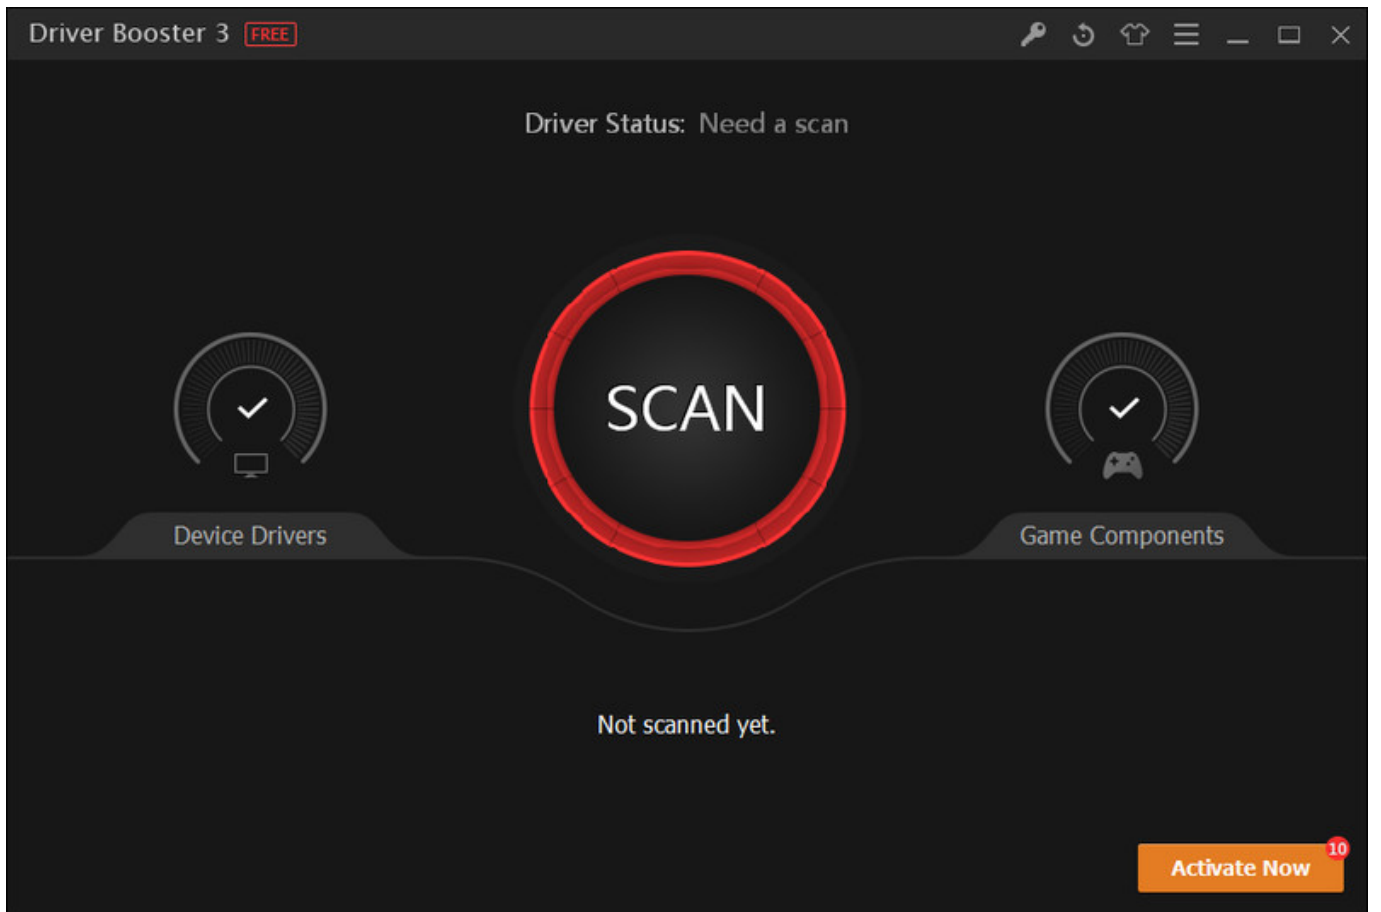 Driver Booster 3 FREE
Driver Status: Need a scan
SCAN
Device Drivers
Game Components
Not scanned yet.
10
Activate Now